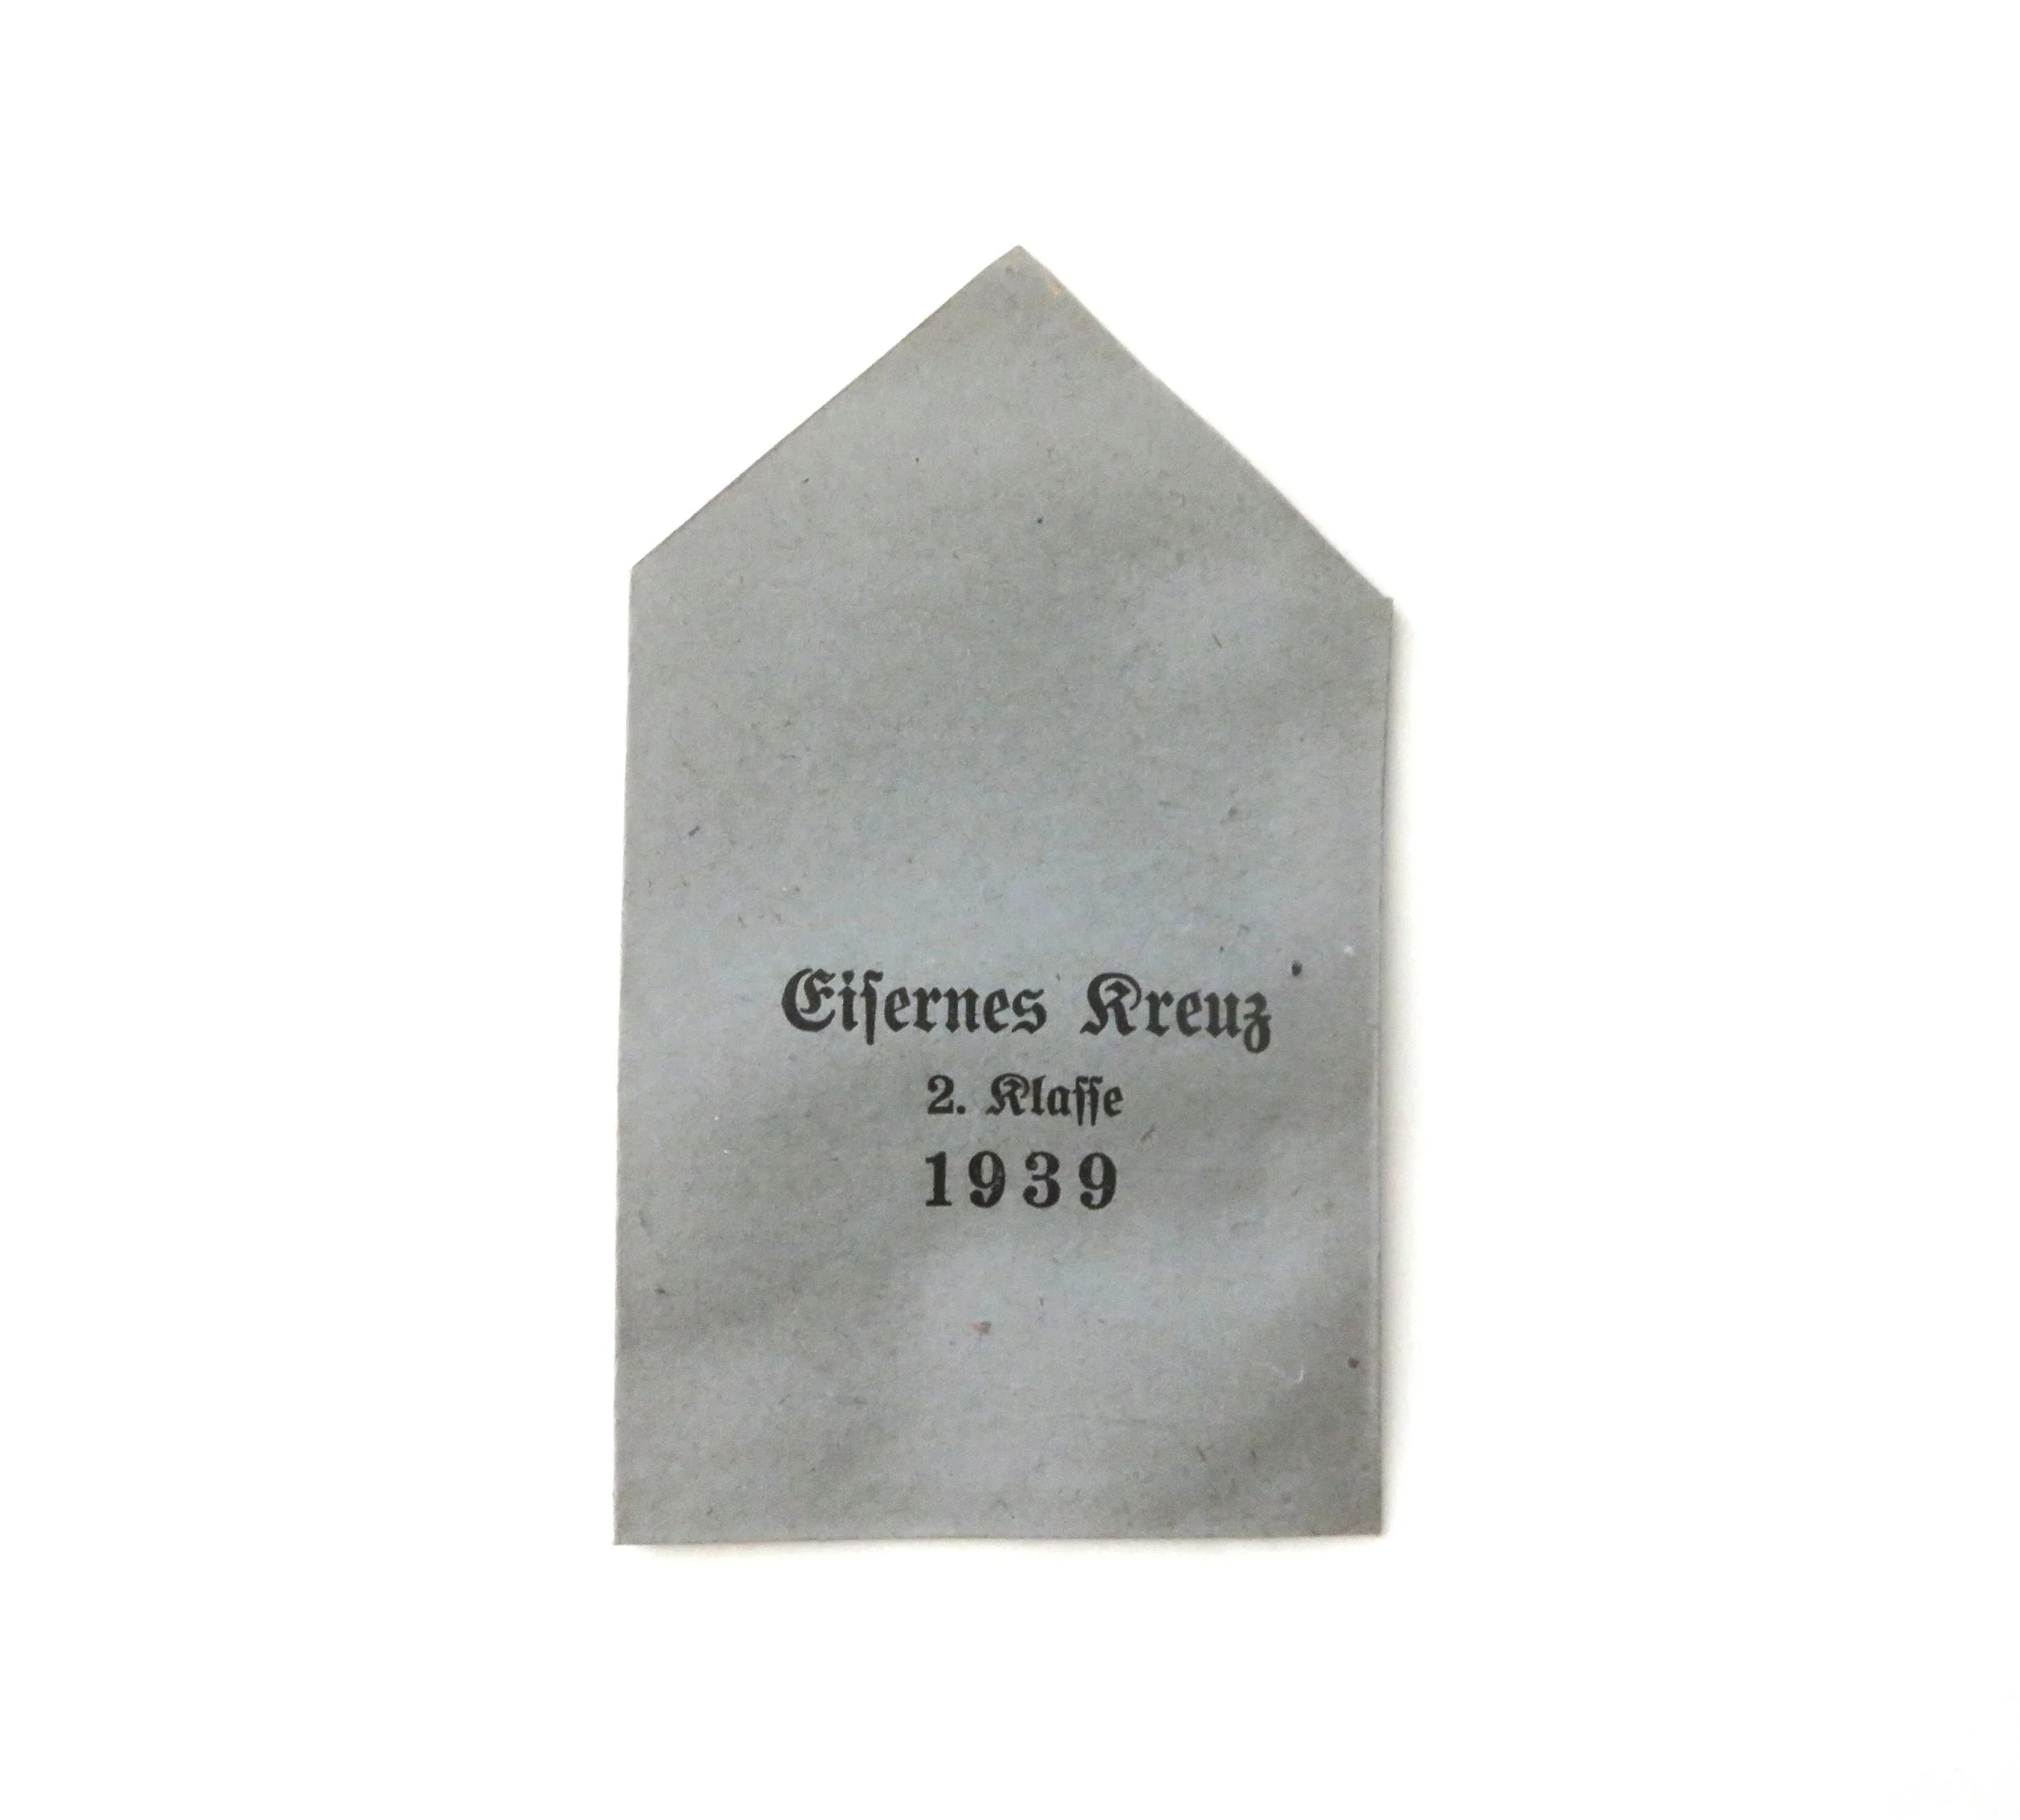 Eiſernes Kreuz
2. Klaſſe
1939